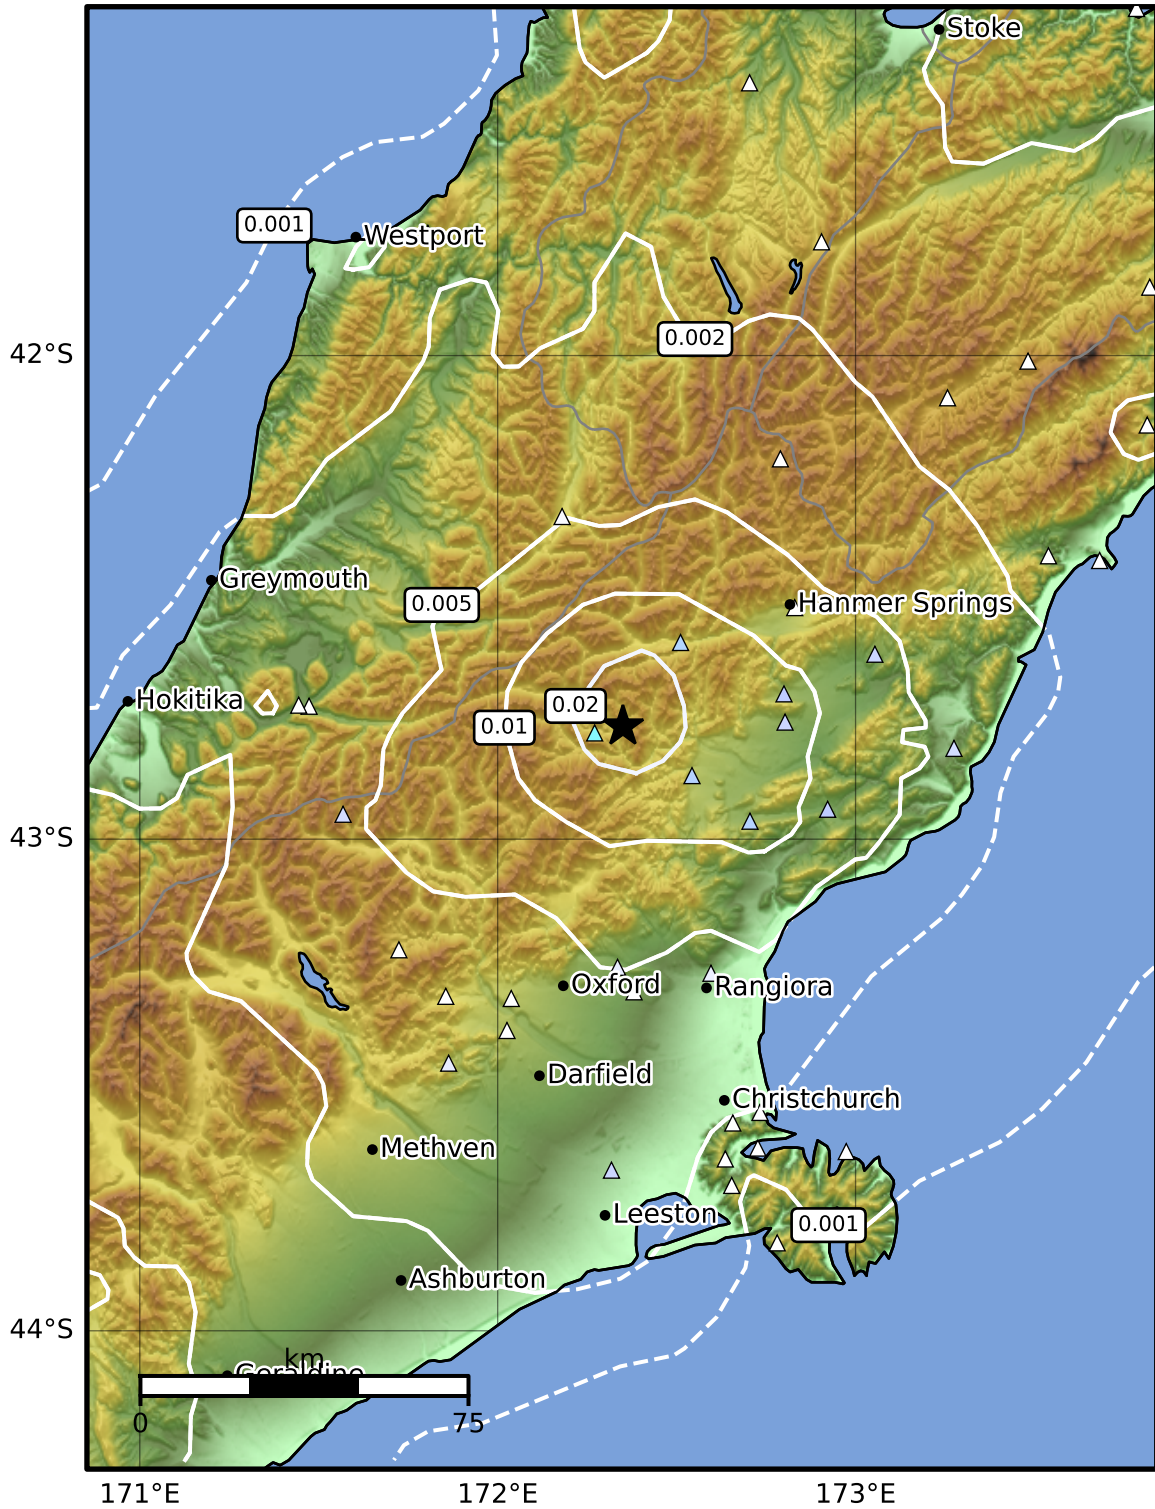 Stoke
0.001
Westport
0.002
42°S
Greymouth
0.005
Hanmer Springs
Hokitika
0.02
0.01
43°S
Oxford
Rangiora
Darfield
Christchurch
Methven
Leeston
0.001
Ashburton
44°S
km
Geraldine
0
75
171°E
172°E
173°E